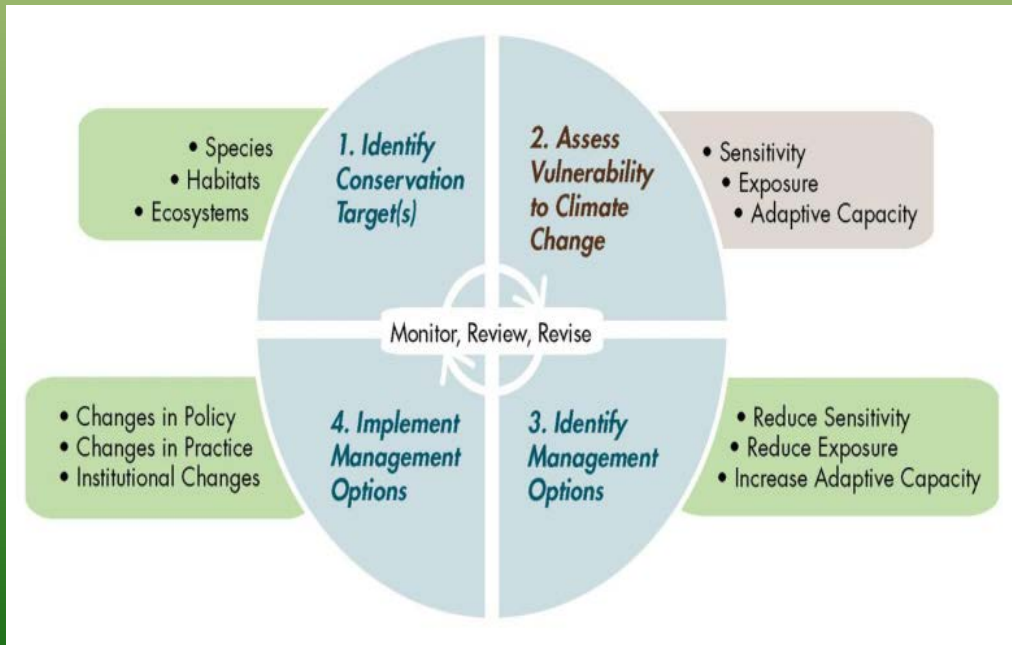 • Species
• Habitats
• Ecosystems
1. Identify
Conservation
Target(s)
2. Assess
Vulnerability
to Climate
Change
• Sensitivity
• Exposure
• Adaptive Capacity
Monitor, Review, Revise
• Changes in Policy
• Changes in Practice
• Institutional Changes
4. Implement
Management
Options
3. Identify
Management
Options
• Reduce Sensitivity
• Reduce Exposure
• Increase Adaptive Capacity